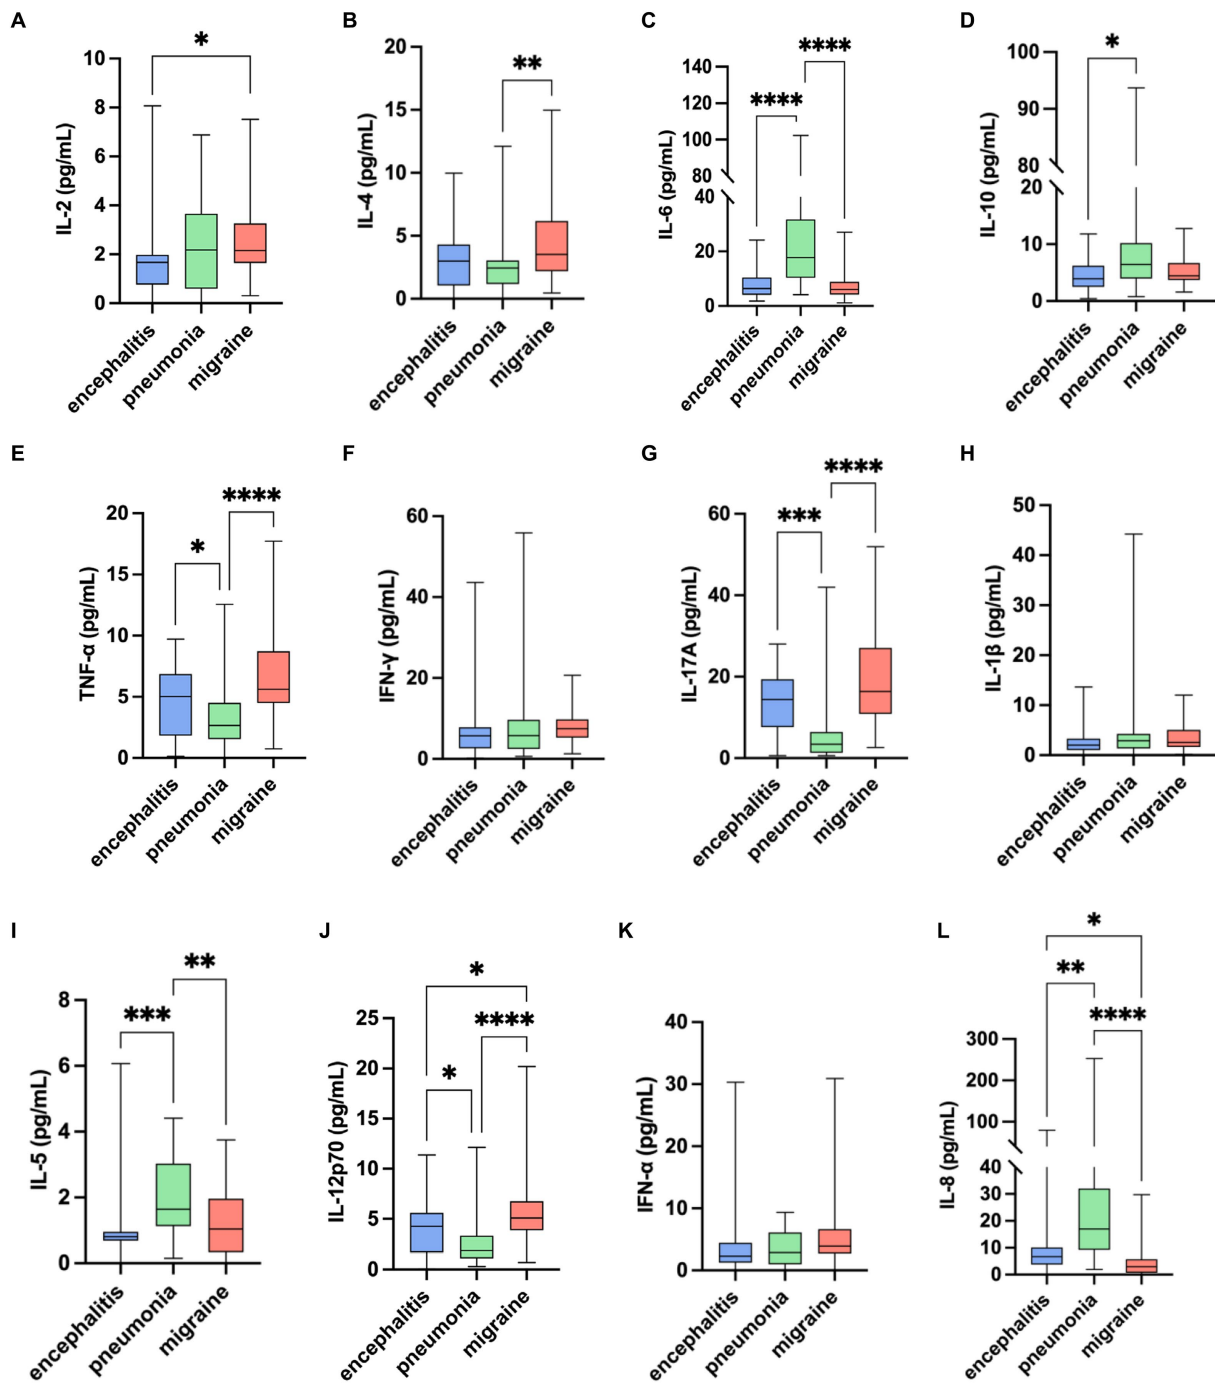 A
B
C
D
*
IL-2 (pg/mL)
10
8
6
4
2
0
encephalitis
pneumonia
migraine
**
IL-4 (pg/mL)
20
15
10
5
0
encephalitis
pneumonia
migraine
****
****
IL-6 (pg/mL)
140
120
100
80
40
20
0
encephalitis
pneumonia
migraine
*
IL-10 (pg/mL)
100
90
80
20
10
0
encephalitis
pneumonia
migraine
E
F
G
H
****
*
TNF-α (pg/mL)
20
15
10
5
0
encephalitis
pneumonia
migraine
IFN-γ (pg/mL)
60
40
20
0
encephalitis
pneumonia
migraine
****
***
IL-17A (pg/mL)
60
40
20
0
encephalitis
pneumonia
migraine
IL-1β (pg/mL)
50
40
30
20
10
0
encephalitis
pneumonia
migraine
I
J
K
L
**
***
IL-5 (pg/mL)
8
6
4
2
0
encephalitis
pneumonia
migraine
*
****
*
IL-12p70 (pg/mL)
25
20
15
10
5
0
encephalitis
pneumonia
migraine
IFN-α (pg/mL)
40
30
20
10
0
encephalitis
pneumonia
migraine
*
**
****
IL-8 (pg/mL)
300
200
100
40
30
20
10
0
encephalitis
pneumonia
migraine